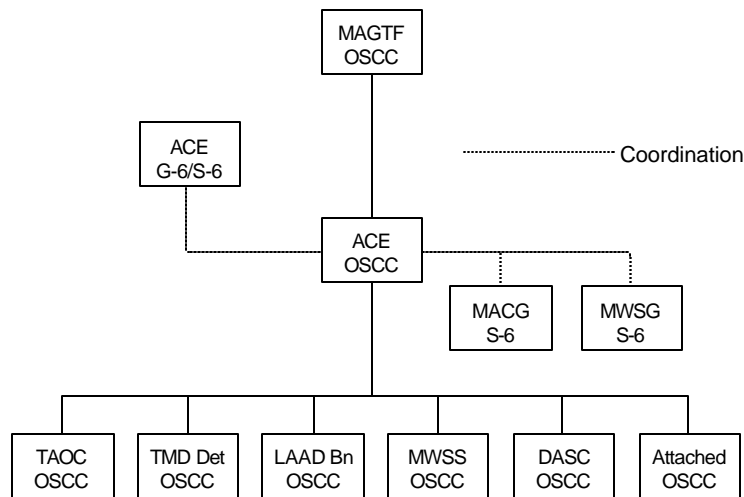 MAGTF
OSCC
ACE
G-6/S-6
Coordination
ACE
OSCC
MACG
S-6
MWSG
S-6
TAOC
OSCC
TMD Det
OSCC
LAAD Bn
OSCC
MWSS
OSCC
DASC
OSCC
Attached
OSCC